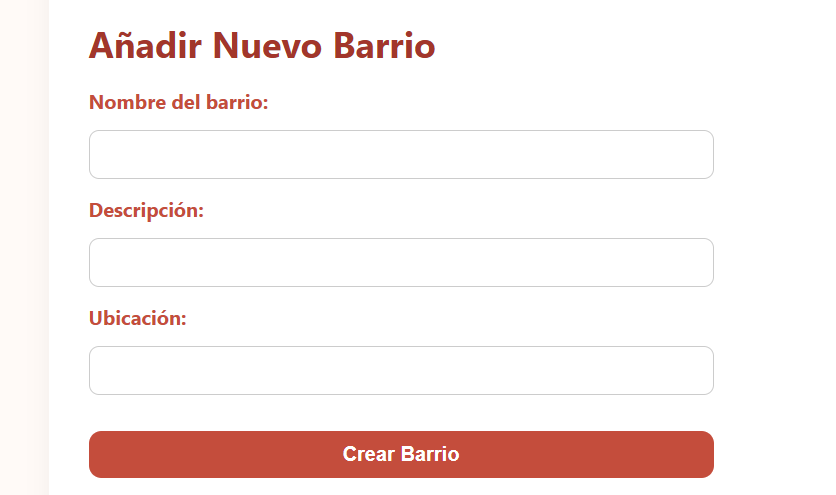 Añadir Nuevo Barrio
Nombre del barrio:
Descripción:
Ubicación:
Crear Barrio